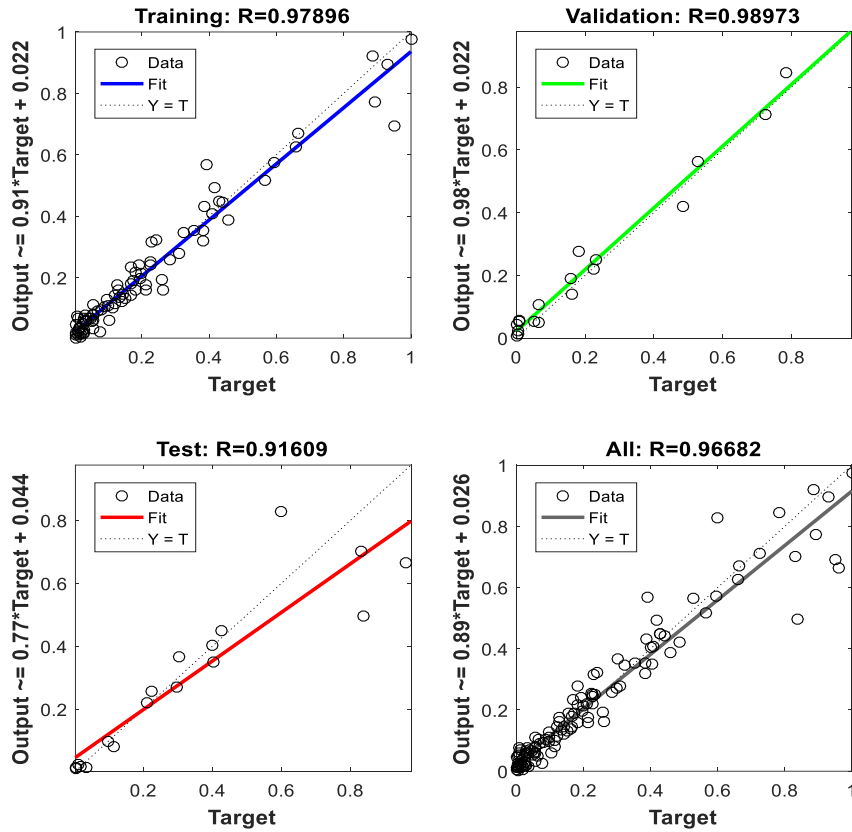 Training: R=0.97896
Output ~= 0.91*Target + 0.022
1
0.8
0.6
0.4
0.2
Data
Fit
Y = T
0.2 0.4 0.6 0.8 1
Target
Validation: R=0.98973
Output ~= 0.98*Target + 0.022
0.8
0.6
0.4
0.2
0
Data
Fit
Y = T
0 0.2 0.4 0.6 0.8
Target
Test: R=0.91609
Output ~= 0.77*Target + 0.044
0.8
0.6
0.4
0.2
Data
Fit
Y = T
0.2 0.4 0.6 0.8
Target
All: R=0.96682
Output ~= 0.89*Target + 0.026
1
0.8
0.6
0.4
0.2
0
Data
Fit
Y = T
0 0.2 0.4 0.6 0.8 1
Target